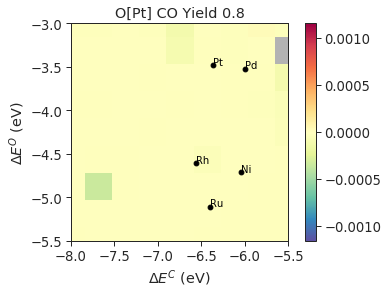 O[Pt] CO Yield 0.8
−3.0
−3.5
−4.0
−4.5
−5.0
−5.5
ΔE^O (eV)
Pt
Pd
Rh
Ni
Ru
−8.0 −7.5 −7.0 −6.5 −6.0 −5.5
ΔE^C (eV)
0.0010
0.0005
0.0000
−0.0005
−0.0010